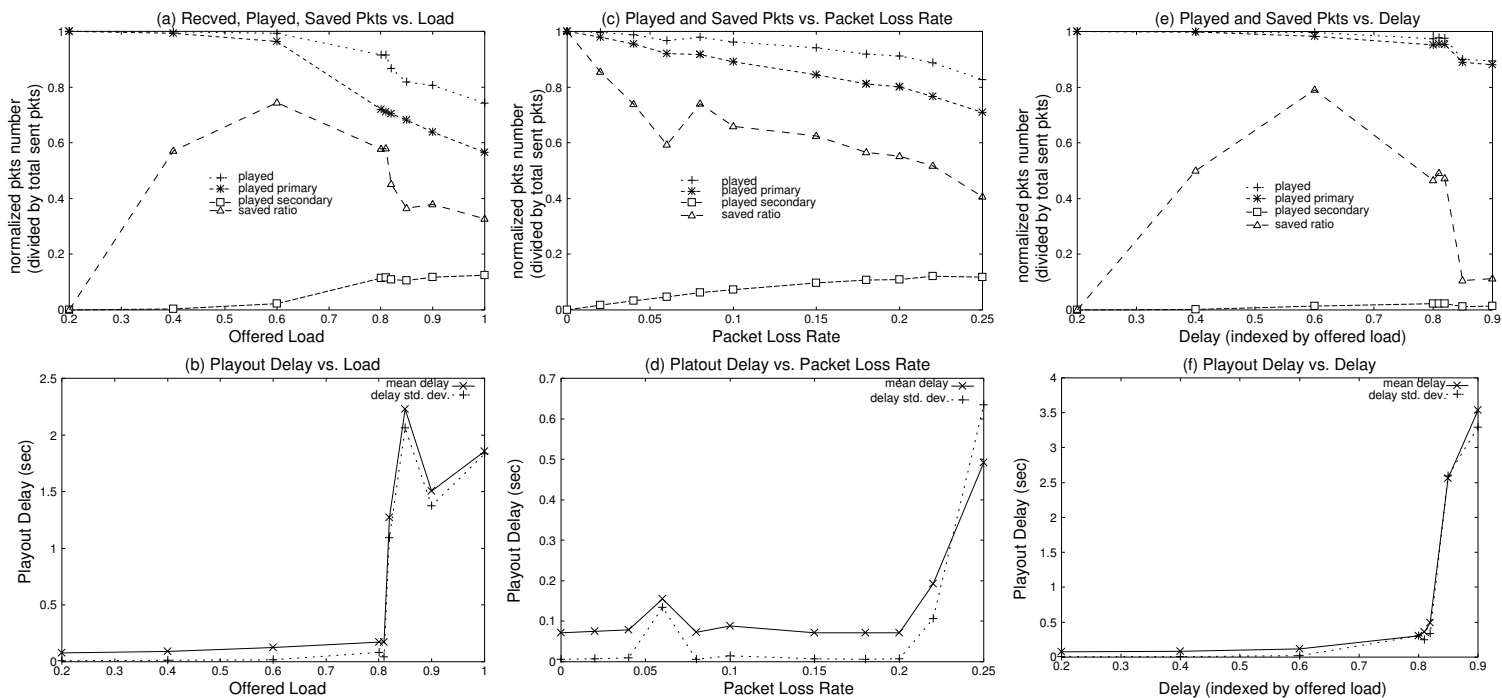 (a) Recved, Played, Saved Pkts vs. Load
1
0.8
0.6
0.4
0.2
0
normalized pkts number
(divided by total sent pkts)
played
played primary
played secondary
saved ratio
0.2 0.3 0.4 0.5 0.6 0.7 0.8 0.9 1
Offered Load
(c) Played and Saved Pkts vs. Packet Loss Rate
1
0.8
0.6
0.4
0.2
0
normalized pkts number
(divided by total sent pkts)
played
played primary
played secondary
saved ratio
0 0.05 0.1 0.15 0.2 0.25
Packet Loss Rate
(e) Played and Saved Pkts vs. Delay
1
0.8
0.6
0.4
0.2
0
normalized pkts number
(divided by total sent pkts)
played
played primary
played secondary
saved ratio
0.2 0.3 0.4 0.5 0.6 0.7 0.8 0.9
Delay (indexed by offered load)
(b) Playout Delay vs. Load
2.5
2
1.5
1
0.5
0
Playout Delay (sec)
mean delay
delay std. dev.
0.2 0.3 0.4 0.5 0.6 0.7 0.8 0.9 1
Offered Load
(d) Platout Delay vs. Packet Loss Rate
0.7
0.6
0.5
0.4
0.3
0.2
0.1
0
Playout Delay (sec)
mean delay
delay std. dev.
0 0.05 0.1 0.15 0.2 0.25
Packet Loss Rate
(f) Playout Delay vs. Delay
4
3.5
3
2.5
2
1.5
1
0.5
0
Playout Delay (sec)
mean delay
delay std. dev.
0.2 0.3 0.4 0.5 0.6 0.7 0.8 0.9
Delay (indexed by offered load)